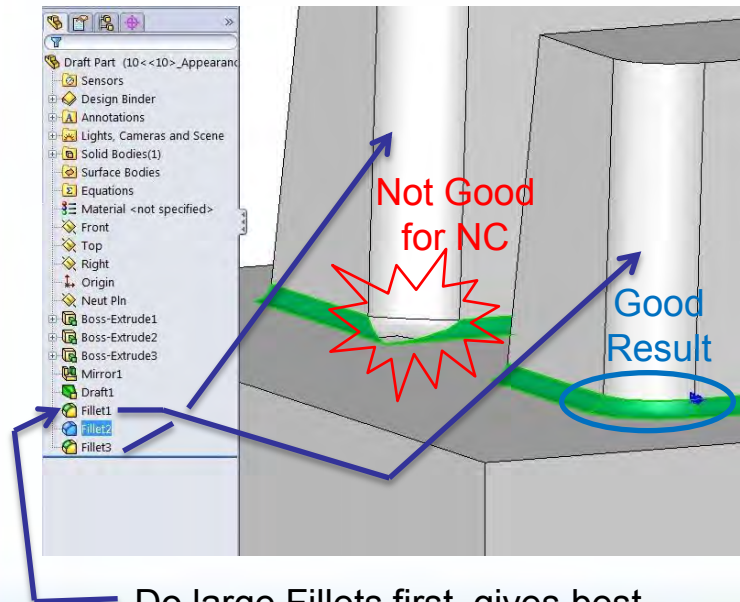 »
Draft Part (10<<10>_Appearanc
Sensors
Design Binder
Annotations
Lights, Cameras and Scene
Solid Bodies(1)
Surface Bodies
Equations
Material <not specified>
Front
Top
Right
Origin
Neut Pln
Boss-Extrude1
Boss-Extrude2
Boss-Extrude3
Mirror1
Draft1
Fillet1
Fillet2
Fillet3
Not Good
for NC
Good
Result
Do large Fillets first, gives best